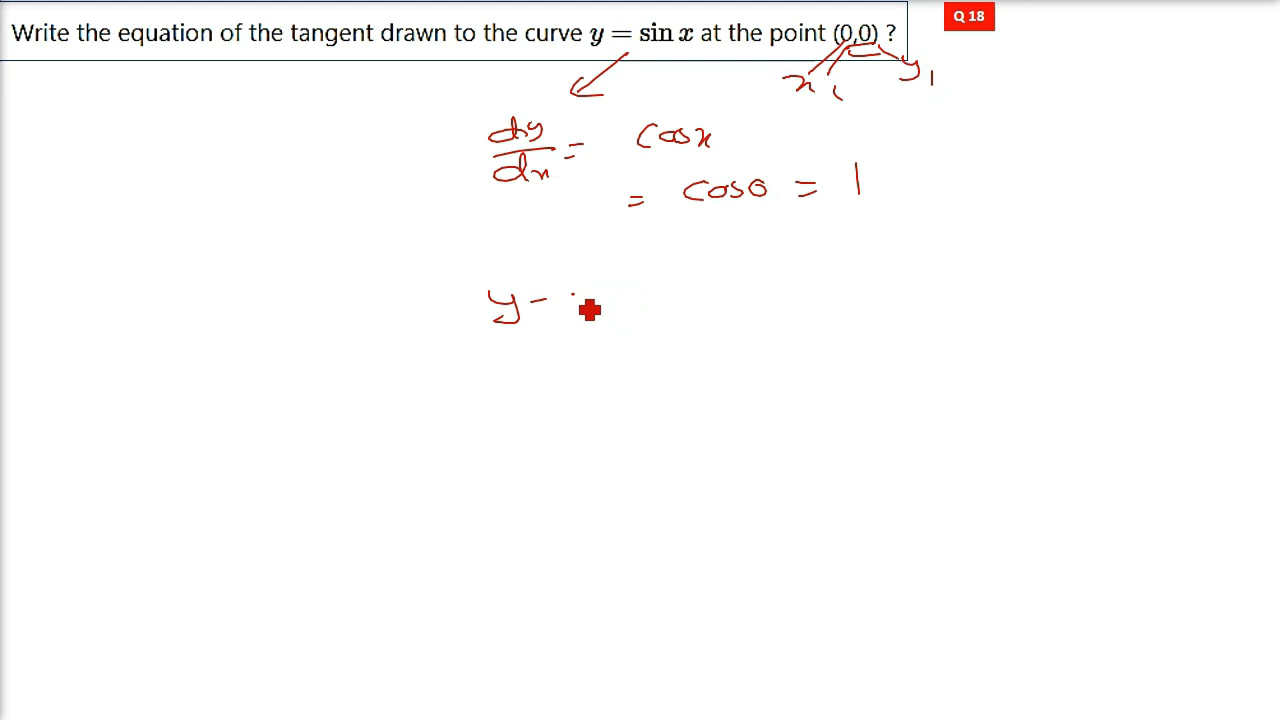 Write the equation of the tangent drawn to the curve y = sin x at the point (0,0) ?
Q 18
x₁ y₁
dy/dx = cos x
= cos 0 = 1
y -